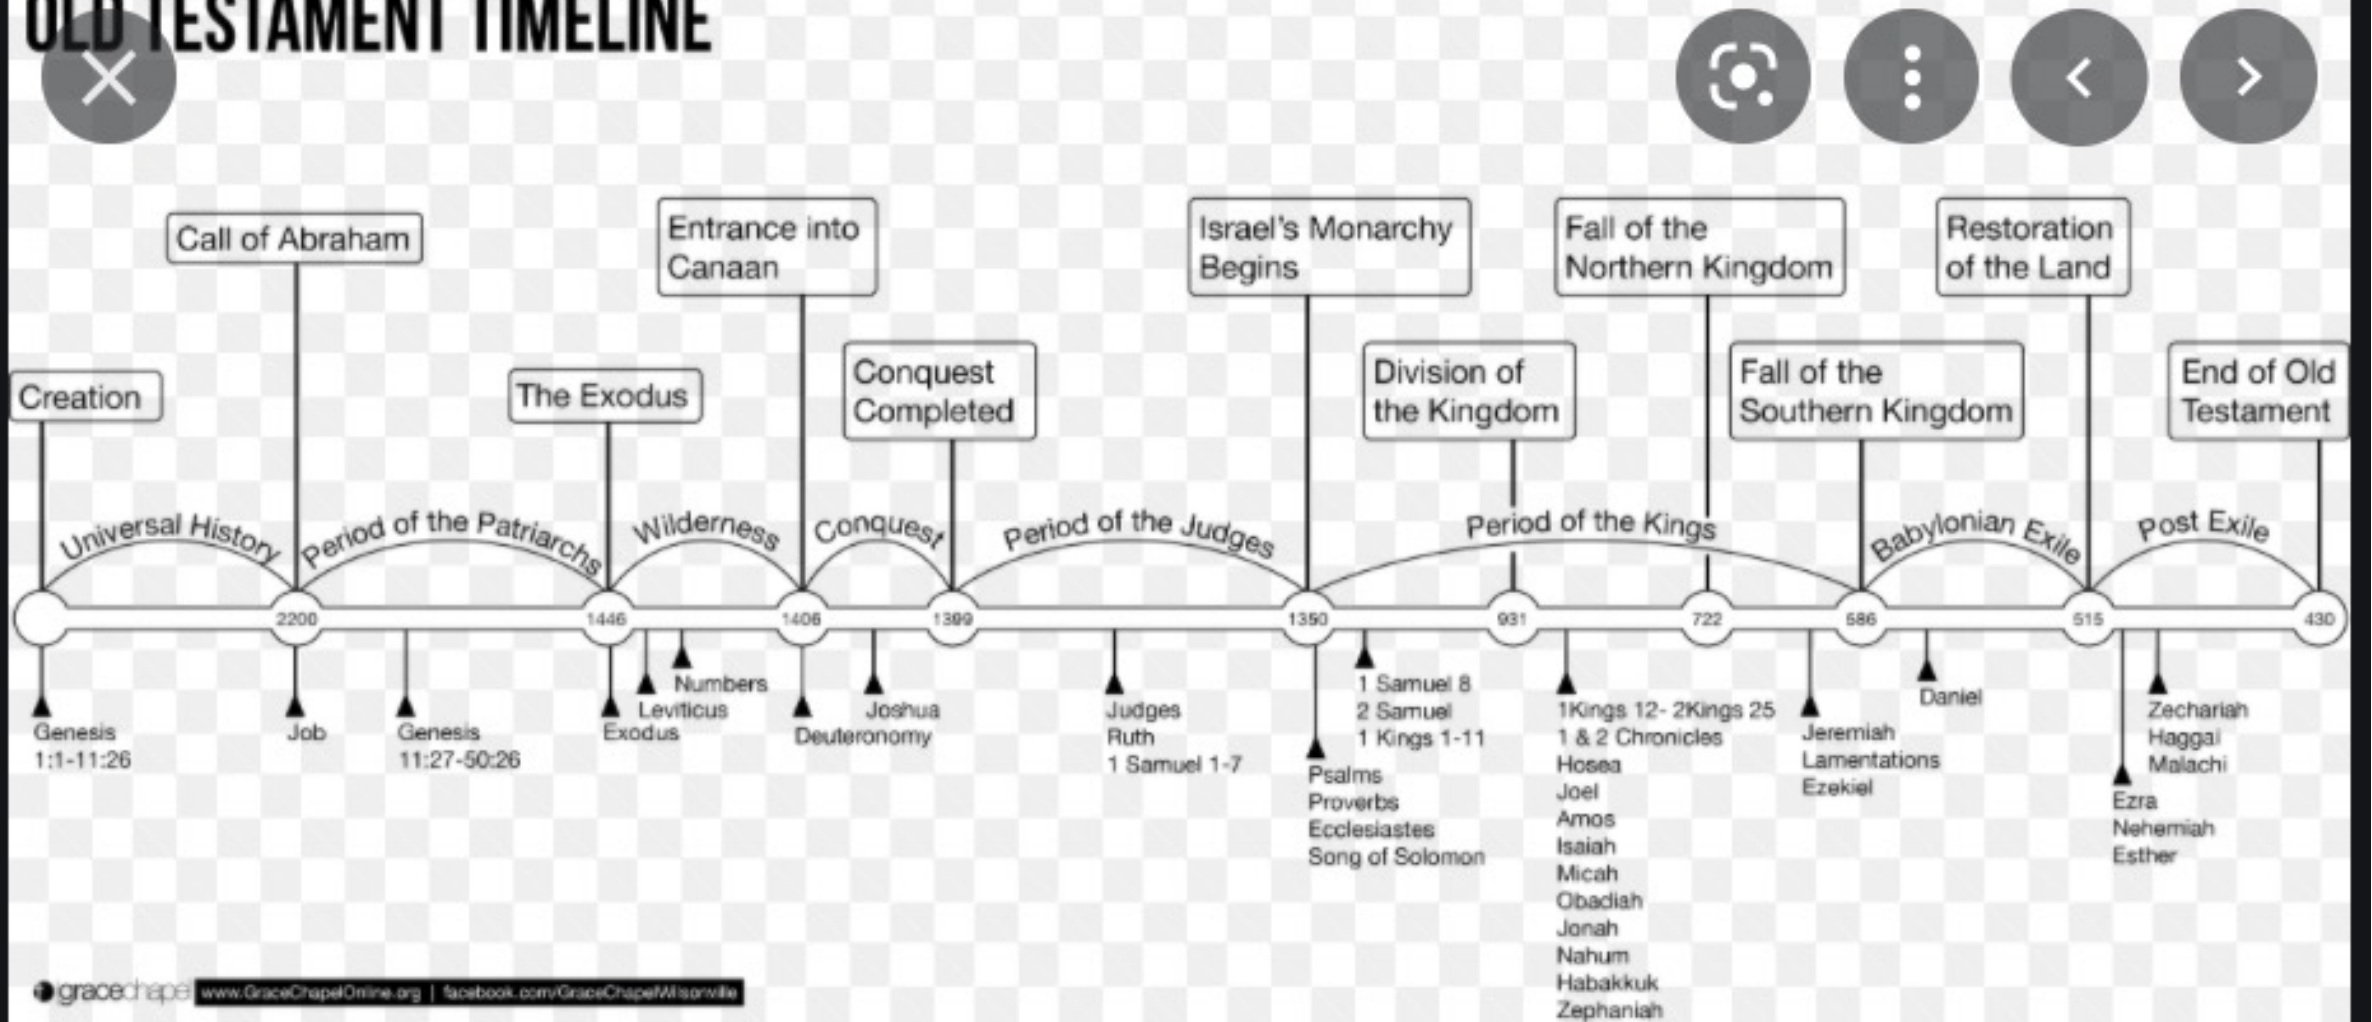 OLD TESTAMENT TIMELINE
Call of Abraham
Entrance into
Canaan
Israel's Monarchy
Begins
Fall of the
Northern Kingdom
Restoration
of the Land
Creation
The Exodus
Conquest
Completed
Division of
the Kingdom
Fall of the
Southern Kingdom
End of Old
Testament
Universal History
Period of the Patriarchs
Wilderness
Conquest
Period of the Judges
Period of the Kings
Babylonian Exile
Post Exile
2200
1446
1406
1399
1350
931
722
586
515
430
Genesis
1:1-11:26
Job
Genesis
11:27-50:26
Exodus
Leviticus
Numbers
Deuteronomy
Joshua
Judges
Ruth
1 Samuel 1-7
Psalms
Proverbs
Ecclesiastes
Song of Solomon
1 Samuel 8
2 Samuel
1 Kings 1-11
1Kings 12- 2Kings 25
1 & 2 Chronicles
Hosea
Joel
Amos
Isaiah
Micah
Obadiah
Jonah
Nahum
Habakkuk
Zephaniah
Jeremiah
Lamentations
Ezekiel
Daniel
Ezra
Nehemiah
Esther
Zechariah
Haggai
Malachi
gracechapel www.GraceChapelOnline.org | facebook.com/GraceChapelWilsonville